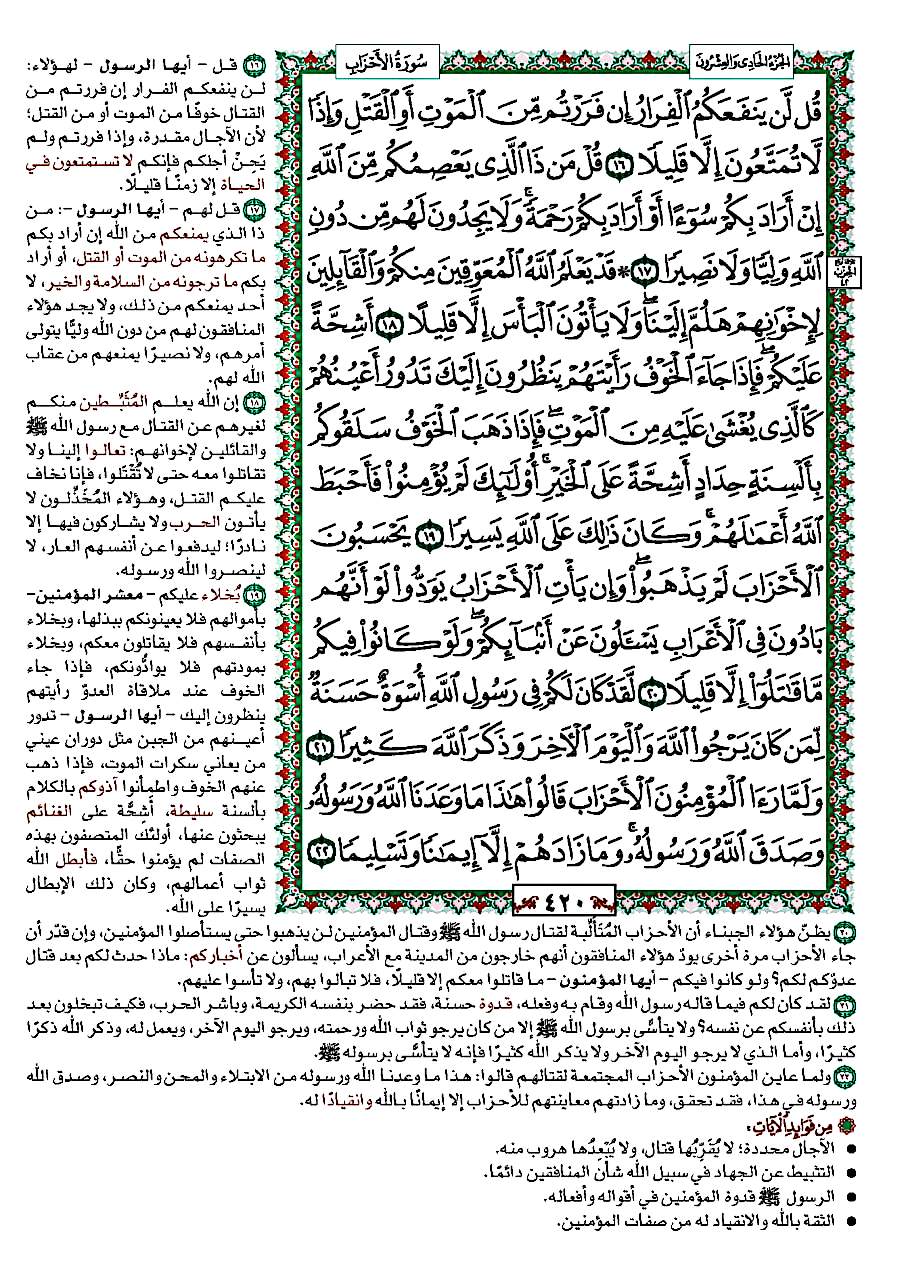 الجزء الحادي والعشرون
سورة الأحزاب
قُل لَّن يَنفَعَكُمُ ٱلۡفِرَارُ إِن فَرَرۡتُم مِّنَ ٱلۡمَوۡتِ أَوِ ٱلۡقَتۡلِ وَإِذٗا
لَّا تُمَتَّعُونَ إِلَّا قَلِيلٗا ١٦ قُلۡ مَن ذَا ٱلَّذِي يَعۡصِمُكُم مِّنَ ٱللَّهِ
إِنۡ أَرَادَ بِكُمۡ سُوٓءًا أَوۡ أَرَادَ بِكُمۡ رَحۡمَةٗۚ وَلَا يَجِدُونَ لَهُم مِّن دُونِ
ٱللَّهِ وَلِيّٗا وَلَا نَصِيرٗا ١٧ ۞ قَدۡ يَعۡلَمُ ٱللَّهُ ٱلۡمُعَوِّقِينَ مِنكُمۡ وَٱلۡقَآئِلِينَ
لِإِخۡوَٰنِهِمۡ هَلُمَّ إِلَيۡنَاۖ وَلَا يَأۡتُونَ ٱلۡبَأۡسَ إِلَّا قَلِيلًا ١٨ أَشِحَّةً
عَلَيۡكُمۡۖ فَإِذَا جَآءَ ٱلۡخَوۡفُ رَأَيۡتَهُمۡ يَنظُرُونَ إِلَيۡكَ تَدُورُ أَعۡيُنُهُمۡ
كَٱلَّذِي يُغۡشَىٰ عَلَيۡهِ مِنَ ٱلۡمَوۡتِۖ فَإِذَا ذَهَبَ ٱلۡخَوۡفُ سَلَقُوكُم
بِأَلۡسِنَةٍ حِدَادٍ أَشِحَّةً عَلَى ٱلۡخَيۡرِۚ أُوْلَٰٓئِكَ لَمۡ يُؤۡمِنُواْ فَأَحۡبَطَ
ٱللَّهُ أَعۡمَٰلَهُمۡۚ وَكَانَ ذَٰلِكَ عَلَى ٱللَّهِ يَسِيرٗا ١٩ يَحۡسَبُونَ
ٱلۡأَحۡزَابَ لَمۡ يَذۡهَبُواْۖ وَإِن يَأۡتِ ٱلۡأَحۡزَابُ يَوَدُّواْ لَوۡ أَنَّهُم
بَادُونَ فِي ٱلۡأَعۡرَابِ يَسۡـَٔلُونَ عَنۡ أَنۢبَآئِكُمۡۖ وَلَوۡ كَانُواْ فِيكُم
مَّا قَٰتَلُوٓاْ إِلَّا قَلِيلٗا ٢٠ لَّقَدۡ كَانَ لَكُمۡ فِي رَسُولِ ٱللَّهِ أُسۡوَةٌ حَسَنَةٞ
لِّمَن كَانَ يَرۡجُواْ ٱللَّهَ وَٱلۡيَوۡمَ ٱلۡأٓخِرَ وَذَكَرَ ٱللَّهَ كَثِيرٗا ٢١
وَلَمَّا رَءَا ٱلۡمُؤۡمِنُونَ ٱلۡأَحۡزَابَ قَالُواْ هَٰذَا مَا وَعَدَنَا ٱللَّهُ وَرَسُولُهُۥ
وَصَدَقَ ٱللَّهُ وَرَسُولُهُۥۚ وَمَا زَادَهُمۡ إِلَّآ إِيمَٰنٗا وَتَسۡلِيمٗا ٢٢
٤٢٠
١٦ قل – أيها الرسول – لهؤلاء:
لن ينفعكم الفرار إن فررتم من
القتال خوفًا من الموت أو من القتل؛
لأن الآجال مقدرة، وإذا فررتم ولم
يَحِنْ أجلكم فإنكم لا تستمتعون في
الحياة إلا زمنًا قليلًا.
١٧ قل لهم – أيها الرسول –: من
ذا الذي يمنعكم من الله إن أراد بكم
ما تكرهونه من الموت أو القتل، أو أراد
بكم ما ترجونه من السلامة والخير، لا
أحد يمنعكم من ذلك، ولا يجد هؤلاء
المنافقون لهم من دون الله وليًّا يتولى
أمرهم، ولا نصيرًا يمنعهم من عقاب
الله لهم.
١٨ إن الله يعلم المُثَبِّطين منكم
لغيرهم عن القتال مع رسول الله ﷺ
والقائلين لإخوانهم: تعالوا إلينا ولا
تقاتلوا معه حتى لا تُقْتَلوا، فإنا نخاف
عليكم القتل، وهؤلاء المُخَذِّلون لا
يأتون الحرب ولا يشاركون فيها إلا
نادرًا؛ ليدفعوا عن أنفسهم العار، لا
لينصروا الله ورسوله.
١٩ بُخلاء عليكم – معشر المؤمنين–
بأموالهم فلا يعينونكم ببذلها، وبخلاء
بأنفسهم فلا يقاتلون معكم، وبخلاء
بمودتهم فلا يوادُّونكم، فإذا جاء
الخوف عند ملاقاة العدوّ رأيتهم
ينظرون إليك – أيها الرسول – تدور
أعينهم من الجبن مثل دوران عيني
من يعاني سكرات الموت، فإذا ذهب
عنهم الخوف واطمأنوا آذوكم بالكلام
بألسنة سليطة، أَشِحَّة على الغنائم
يبحثون عنها، أولئك المتصفون بهذه
الصفات لم يؤمنوا حقًّا، فأبطل الله
ثواب أعمالهم، وكان ذلك الإبطال
يسيرًا على الله.
٢٠ يظنّ هؤلاء الجبناء أن الأحزاب المُتَأَلِّبة لقتال رسول الله ﷺ وقتال المؤمنين لن يذهبوا حتى يستأصلوا المؤمنين، وإن قدّر أن
جاء الأحزاب مرة أخرى يودّ هؤلاء المنافقون أنهم خارجون من المدينة مع الأعراب، يسألون عن أخباركم: ماذا حدث لكم بعد قتال
عدوّكم لكم؟ ولو كانوا فيكم – أيها المؤمنون – ما قاتلوا معكم إلا قليلًا، فلا تبالوا بهم، ولا تأسوا عليهم.
٢١ لقد كان لكم فيما قاله رسول الله وقام به وفعله، قدوة حسنة، فقد حضر بنفسه الكريمة، وباشر الحرب، فكيف تبخلون بعد
ذلك بأنفسكم عن نفسه؟ ولا يتأسَّى برسول الله ﷺ إلا من كان يرجو ثواب الله ورحمته، ويرجو اليوم الآخر، ويعمل له، وذكر الله ذكرًا
كثيرًا، وأما الذي لا يرجو اليوم الآخر ولا يذكر الله كثيرًا فإنه لا يتأسَّى برسوله ﷺ.
٢٢ ولما عاين المؤمنون الأحزاب المجتمعة لقتالهم قالوا: هذا ما وعدنا الله ورسوله من الابتلاء والمحن والنصر، وصدق الله
ورسوله في هذا، فقد تحقق، وما زادتهم معاينتهم للأحزاب إلا إيمانًا بالله وانقيادًا له.
مِن فَوَائِدِ الْآيَاتِ:
• الآجال محددة؛ لا يُقَرِّبُها قتال، ولا يُبْعِدُها هروب منه.
• التثبيط عن الجهاد في سبيل الله شأن المنافقين دائمًا.
• الرسول ﷺ قدوة المؤمنين في أقواله وأفعاله.
• الثقة بالله والانقياد له من صفات المؤمنين.